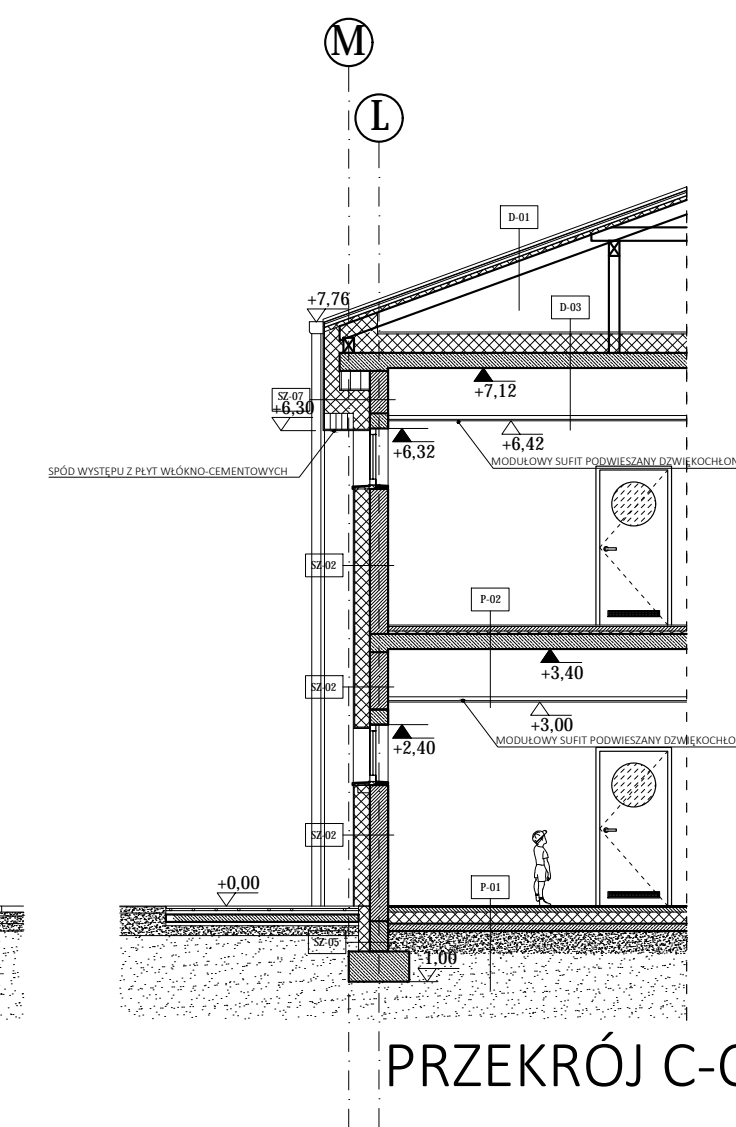 M
L
D-01
+7,76
D-03
+7,12
SZ-07
+6,30
+6,32
+6,42
MODUŁOWY SUFIT PODWIESZANY DZWIĘKOCHŁON
SPÓD WYSTĘPU Z PŁYT WŁÓKNO-CEMENTOWYCH
SZ-02
P-02
+3,40
SZ-02
+3,00
+2,40
MODUŁOWY SUFIT PODWIESZANY DZWIĘKOCHŁO
SZ-02
+0,00
P-01
SZ-05
-1,00
PRZEKRÓJ C-C